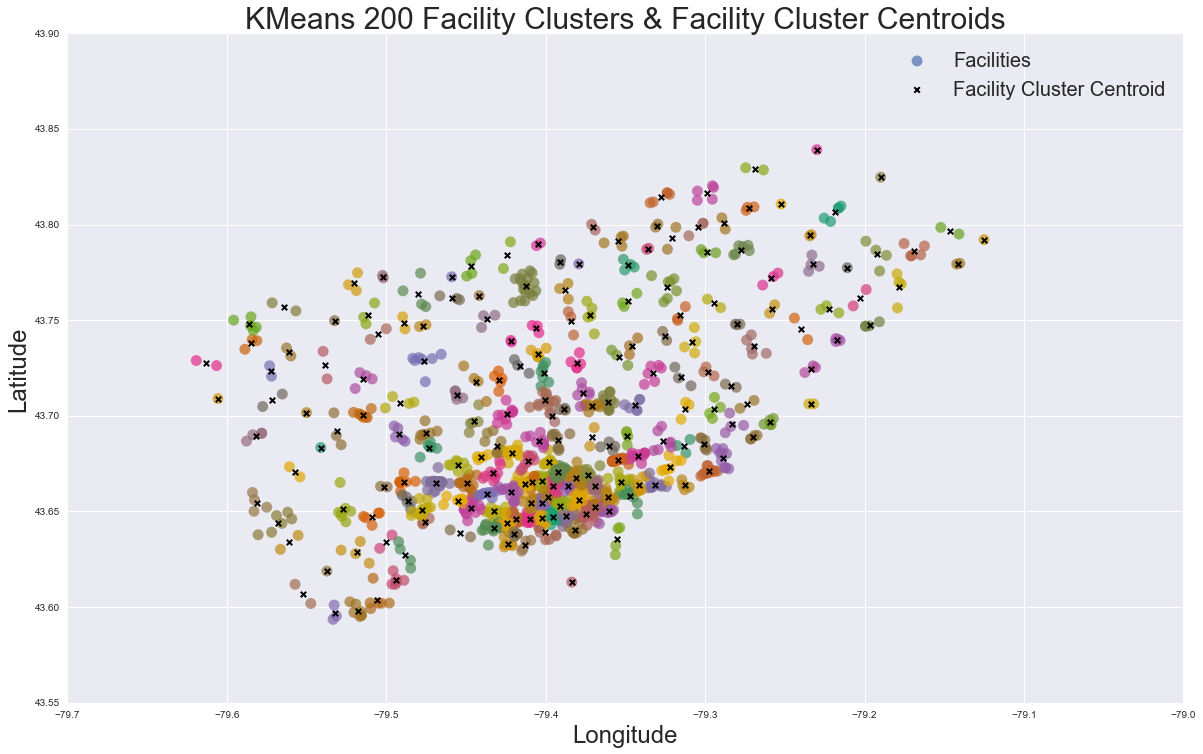 KMeans 200 Facility Clusters & Facility Cluster Centroids
Facilities
Facility Cluster Centroid
43.90
43.85
43.80
43.75
43.70
43.65
43.60
43.55
Latitude
−79.7 −79.6 −79.5 −79.4 −79.3 −79.2 −79.1 −79.0
Longitude